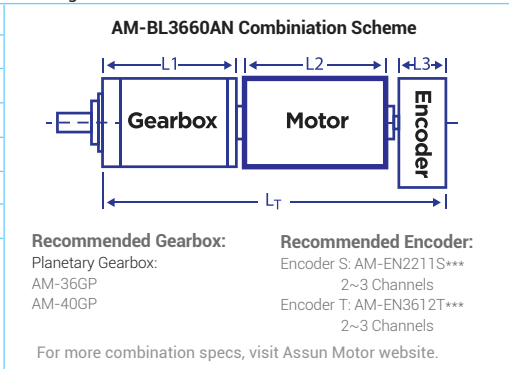 AM-BL3660AN Combiniation Scheme
L1
L2
L3
Gearbox
Motor
Encoder
LT
Recommended Gearbox:
Planetary Gearbox:
AM-36GP
AM-40GP
Recommended Encoder:
Encoder S: AM-EN2211S***
2~3 Channels
Encoder T: AM-EN3612T***
2~3 Channels
For more combination specs, visit Assun Motor website.